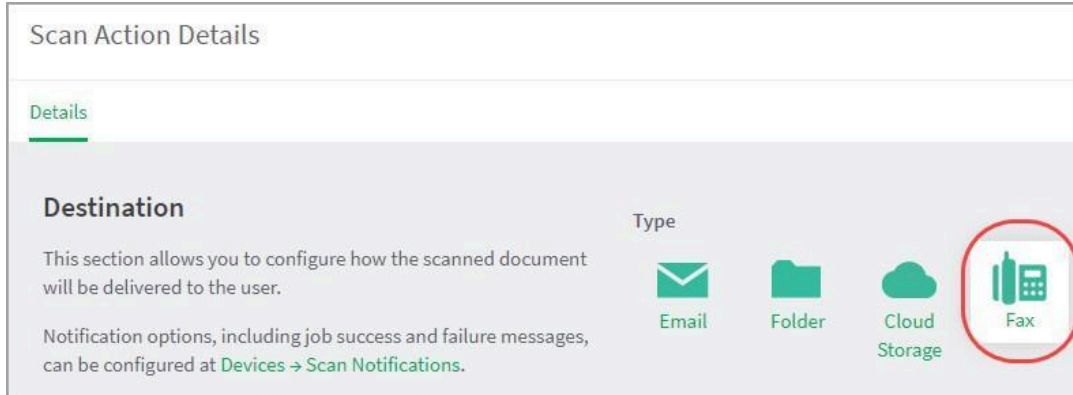 Scan Action Details
Details
Destination
This section allows you to configure how the scanned document
will be delivered to the user.
Notification options, including job success and failure messages,
can be configured at Devices → Scan Notifications.
Type
Email
Folder
Cloud
Storage
Fax